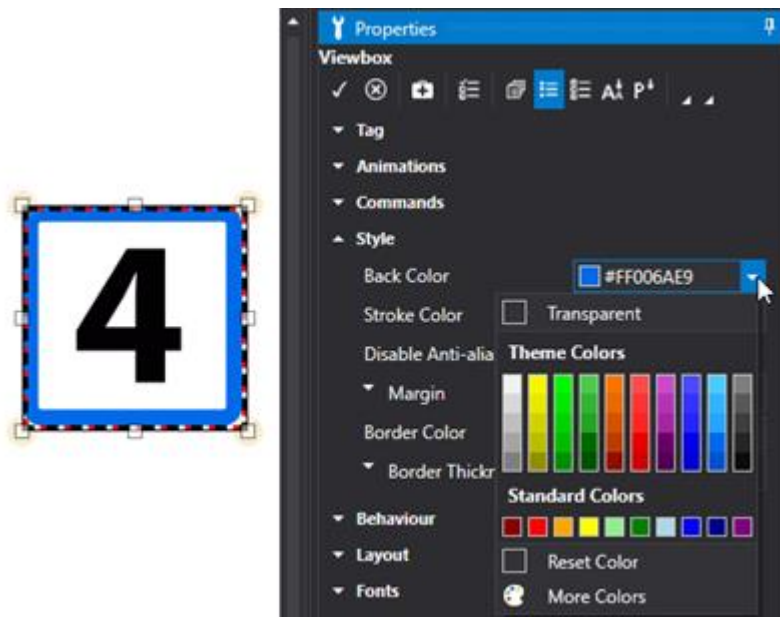 Properties
Viewbox
Tag
Animations
Commands
Style
4
Back Color #FF006AE9
Stroke Color Transparent
Disable Anti-alia Theme Colors
Margin
Border Color
Border Thickn
Standard Colors
Behaviour
Layout Reset Color
Fonts More Colors